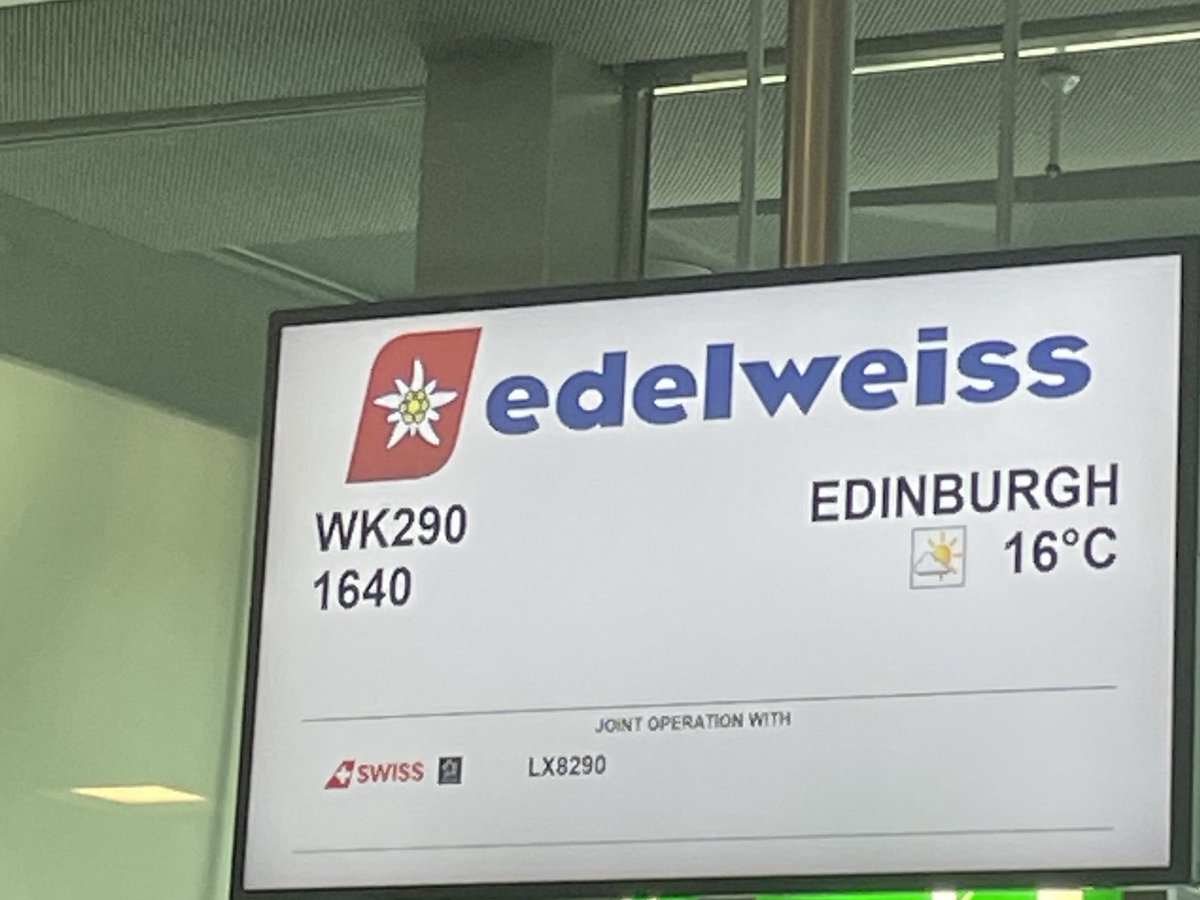 edelweiss
WK290
EDINBURGH
1640
16°C
JOINT OPERATION WITH
SWISS
LX8290